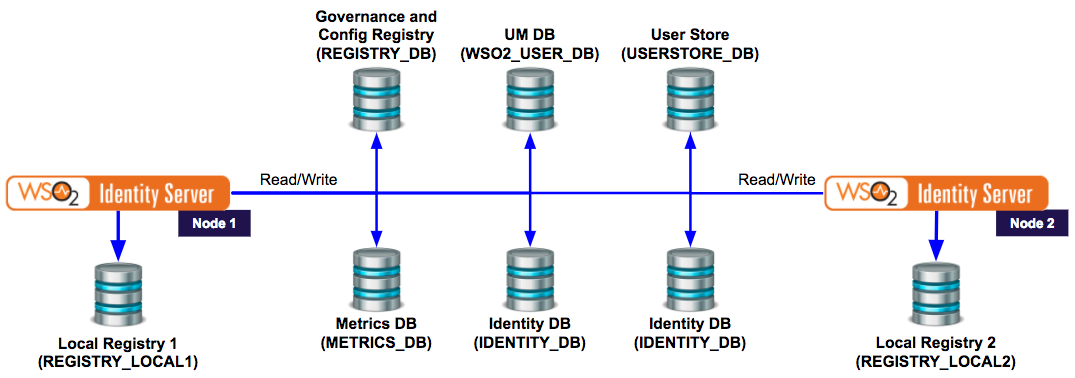 Governance and
Config Registry
(REGISTRY_DB)
UM DB
(WSO2_USER_DB)
User Store
(USERSTORE_DB)
Read/Write
Read/Write
WSO2 Identity Server
Node 1
WSO2 Identity Server
Node 2
Local Registry 1
(REGISTRY_LOCAL1)
Metrics DB
(METRICS_DB)
Identity DB
(IDENTITY_DB)
Identity DB
(IDENTITY_DB)
Local Registry 2
(REGISTRY_LOCAL2)